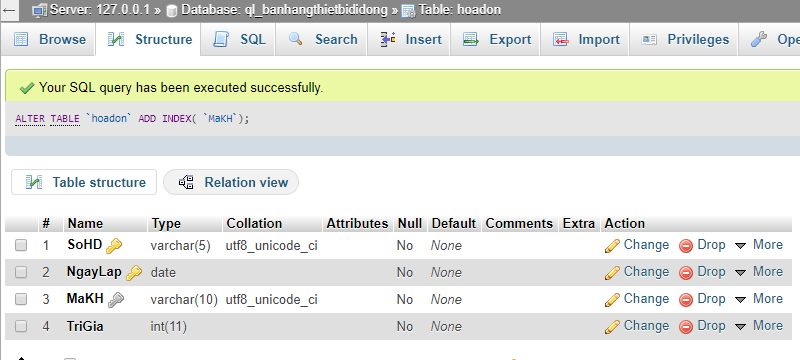 Server: 127.0.0.1 » Database: ql_banhangthietbididong » Table: hoadon
Browse Structure SQL Search Insert Export Import Privileges Ope
Your SQL query has been executed successfully.
ALTER TABLE `hoadon` ADD INDEX( `MaKH`);
Table structure Relation view
# Name Type Collation Attributes Null Default Comments Extra Action
1 SoHD varchar(5) utf8_unicode_ci No None Change Drop More
2 NgayLap date No None Change Drop More
3 MaKH varchar(10) utf8_unicode_ci No None Change Drop More
4 TriGia int(11) No None Change Drop More